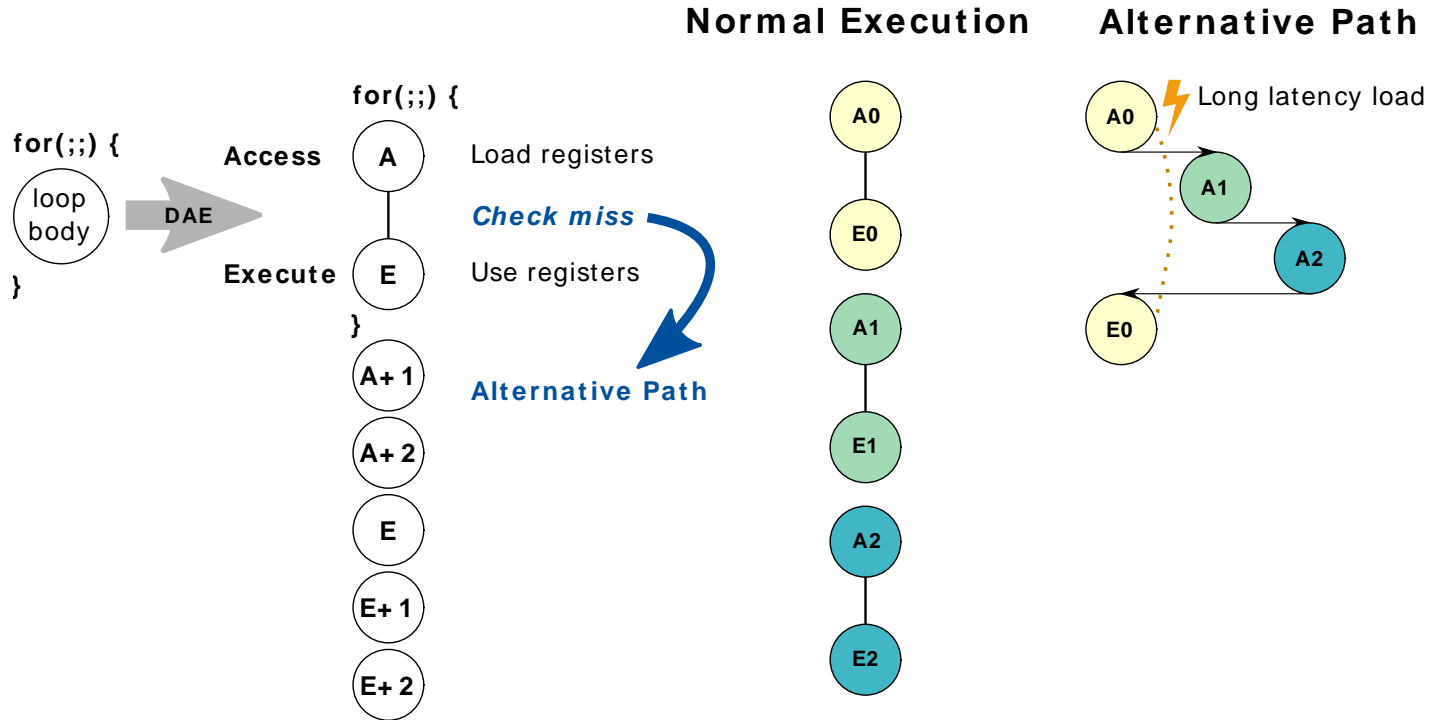 Normal Execution
Alternative Path
for(;;) {
loop
body
}
DAE
for(;;) {
Access
A
Load registers
Check miss
Execute
E
Use registers
}
A+1
Alternative Path
A+2
E
E+1
E+2
A0
E0
A1
E1
A2
E2
A0
Long latency load
A1
A2
E0